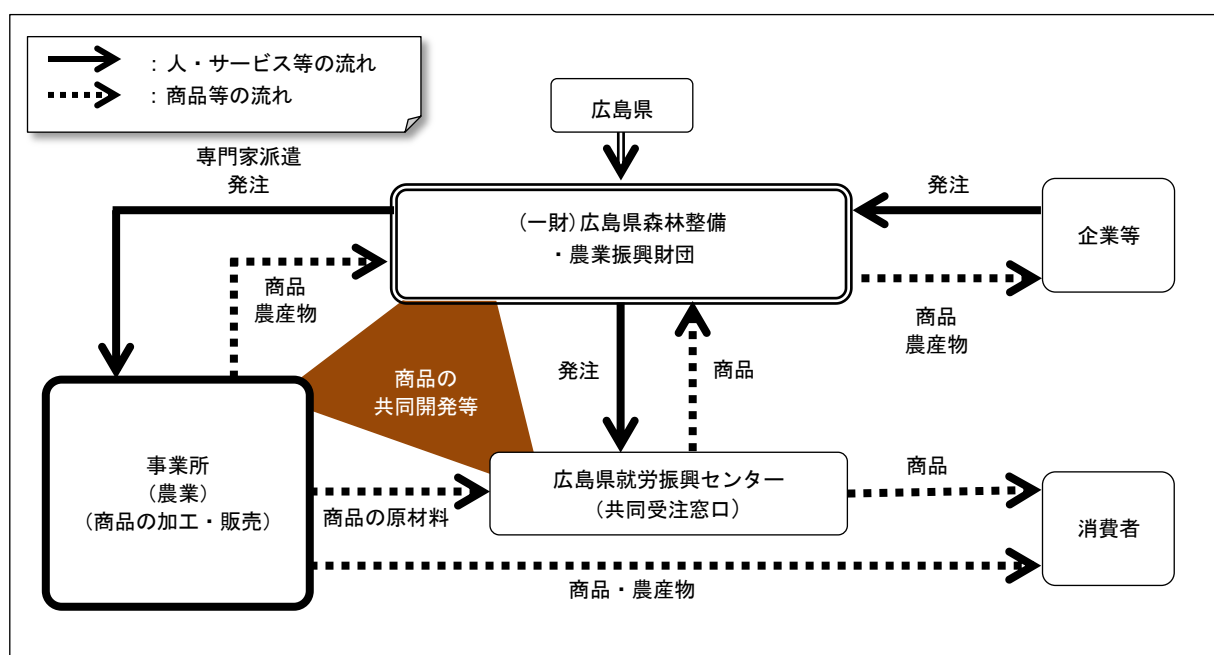 ：人・サービス等の流れ
：商品等の流れ
広島県
専門家派遣
発注
(一財)広島県森林整備
・農業振興財団
発注
企業等
商品
農産物
商品
農産物
商品の
共同開発等
発注
商品
事業所
（農業）
（商品の加工・販売）
商品の原材料
広島県就労振興センター
（共同受注窓口）
商品
消費者
商品・農産物